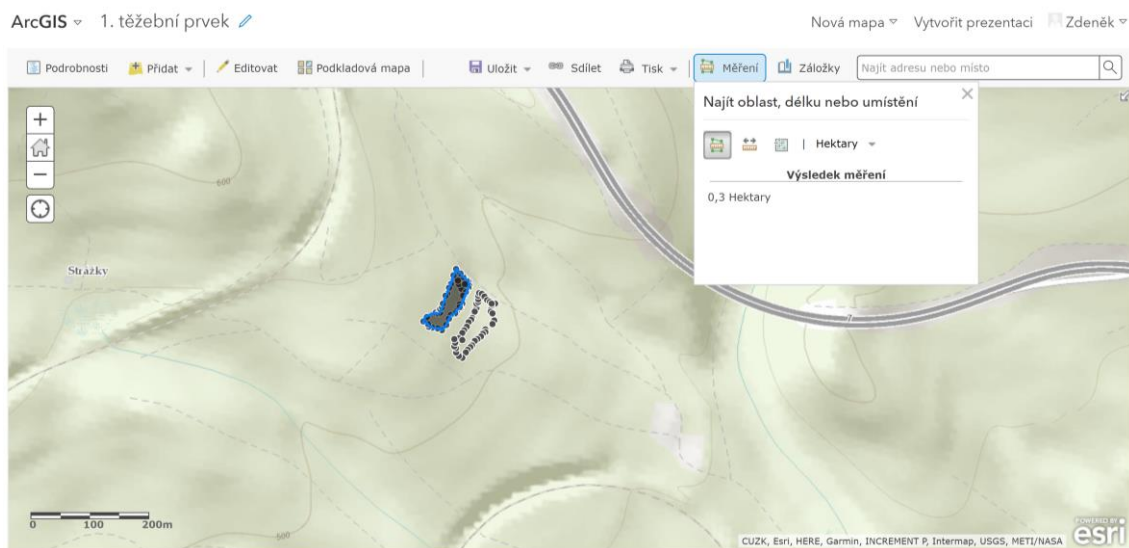 ArcGIS 1. těžební prvek Nová mapa Vytvořit prezentaci Zdeněk
Podrobnosti Přidat Editovat Podkladová mapa Uložit Sdílet Tisk Měření Záložky Najít adresu nebo místo
Najít oblast, délku nebo umístění
Hektary
Výsledek měření
0,3 Hektary
600
Strážky
7
500
0 100 200m
CUZK, Esri, HERE, Garmin, INCREMENT P, Intermap, USGS, METI/NASA
POWERED BY
esri